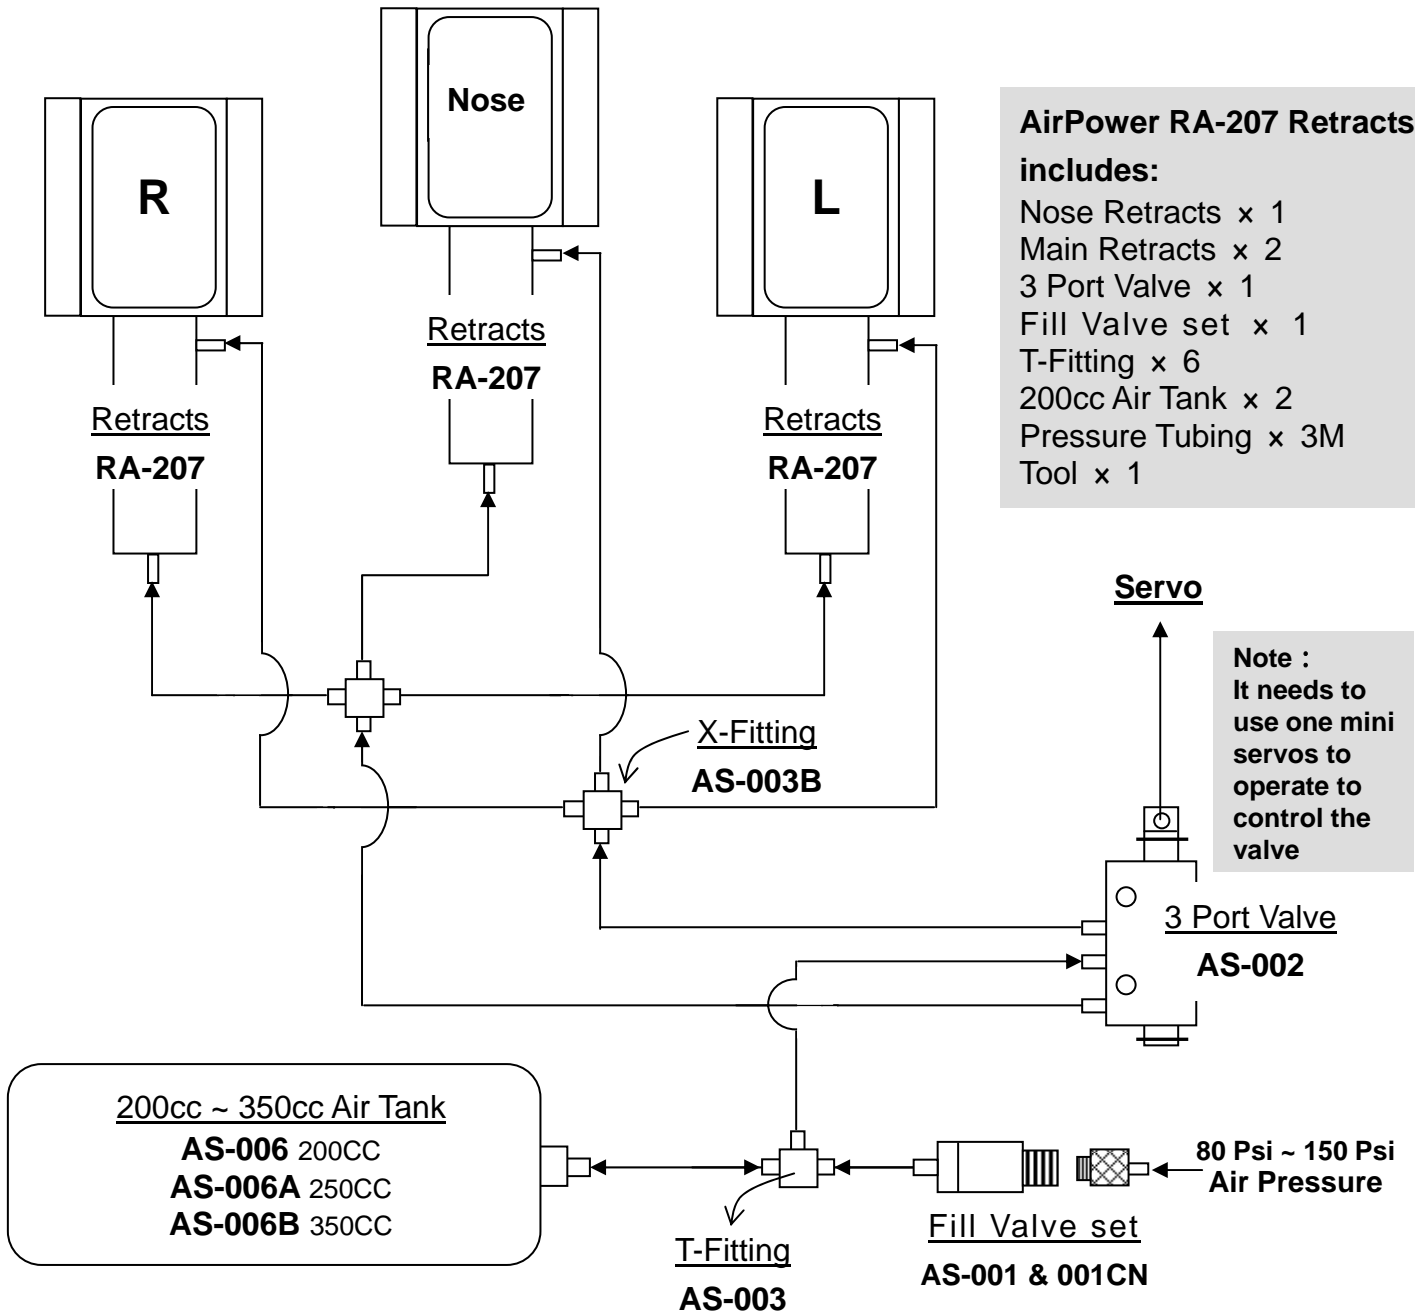 Nose
R
L
Retracts
RA-207
Retracts
RA-207
Retracts
RA-207
AirPower RA-207 Retracts
includes:
Nose Retracts × 1
Main Retracts × 2
3 Port Valve × 1
Fill Valve set × 1
T-Fitting × 6
200cc Air Tank × 2
Pressure Tubing × 3M
Tool × 1
Servo
Note：
It needs to
use one mini
servos to
operate to
control the
valve
X-Fitting
AS-003B
3 Port Valve
AS-002
200cc ~ 350cc Air Tank
AS-006 200CC
AS-006A 250CC
AS-006B 350CC
T-Fitting
AS-003
Fill Valve set
AS-001 & 001CN
80 Psi ~ 150 Psi
Air Pressure